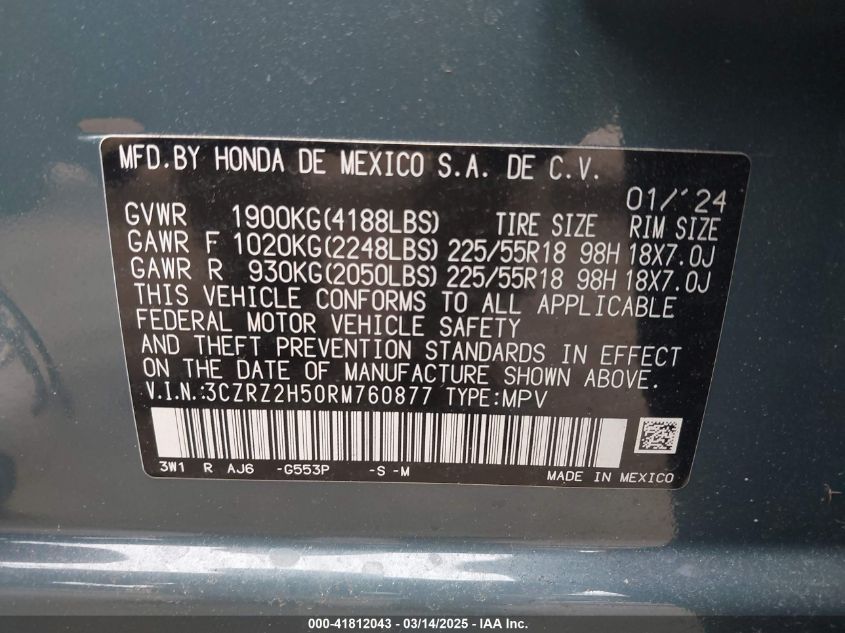 MFD.BY HONDA DE MEXICO S.A. DE C.V.
01/'24
GVWR 1900KG(4188LBS) TIRE SIZE RIM SIZE
GAWR F 1020KG(2248LBS) 225/55R18 98H 18X7.0J
GAWR R 930KG(2050LBS) 225/55R18 98H 18X7.0J
THIS VEHICLE CONFORMS TO ALL APPLICABLE
FEDERAL MOTOR VEHICLE SAFETY
AND THEFT PREVENTION STANDARDS IN EFFECT
ON THE DATE OF MANUFACTURE SHOWN ABOVE.
V.I.N.:3CZRZ2H50RM760877 TYPE:MPV
3W1 R AJ6 -G553P -S -M
MADE IN MEXICO
000-41812043 - 03/14/2025 - IAA Inc.